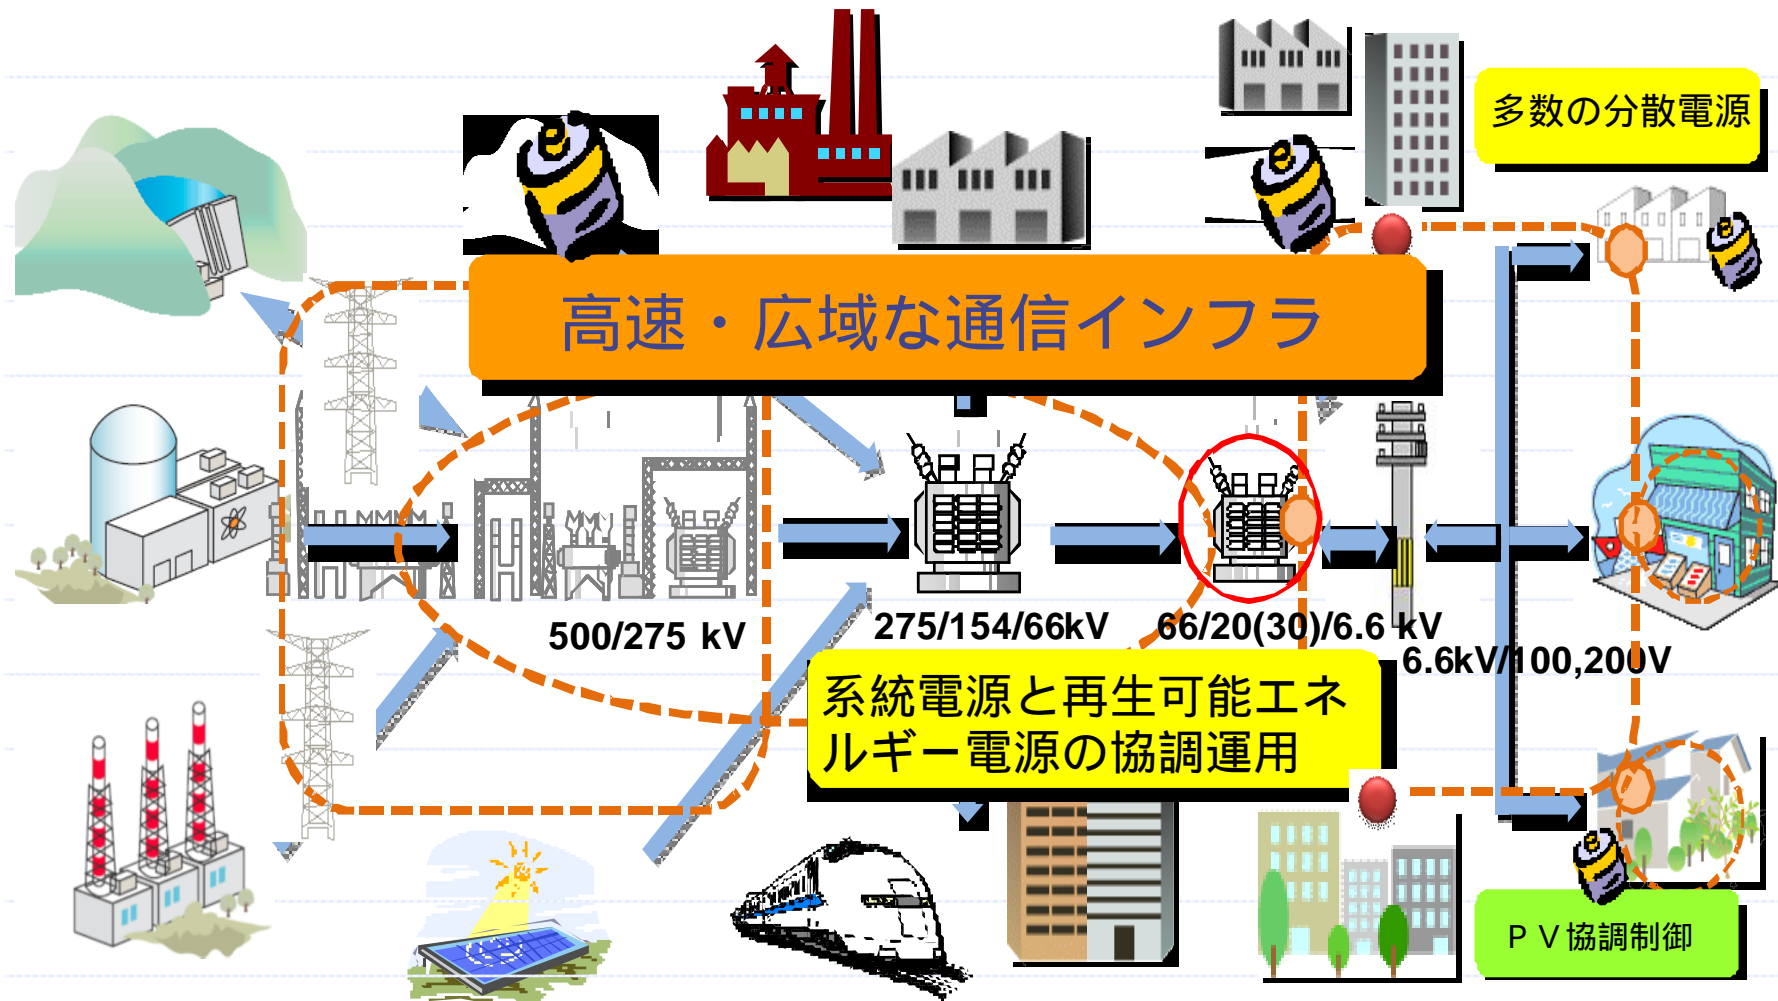 多数の分散電源
高速・広域な通信インフラ
500/275 kV
275/154/66kV
66/20(30)/6.6 kV
6.6kV/100,200V
系統電源と再生可能エネ
ルギー電源の協調運用
ＰＶ協調制御